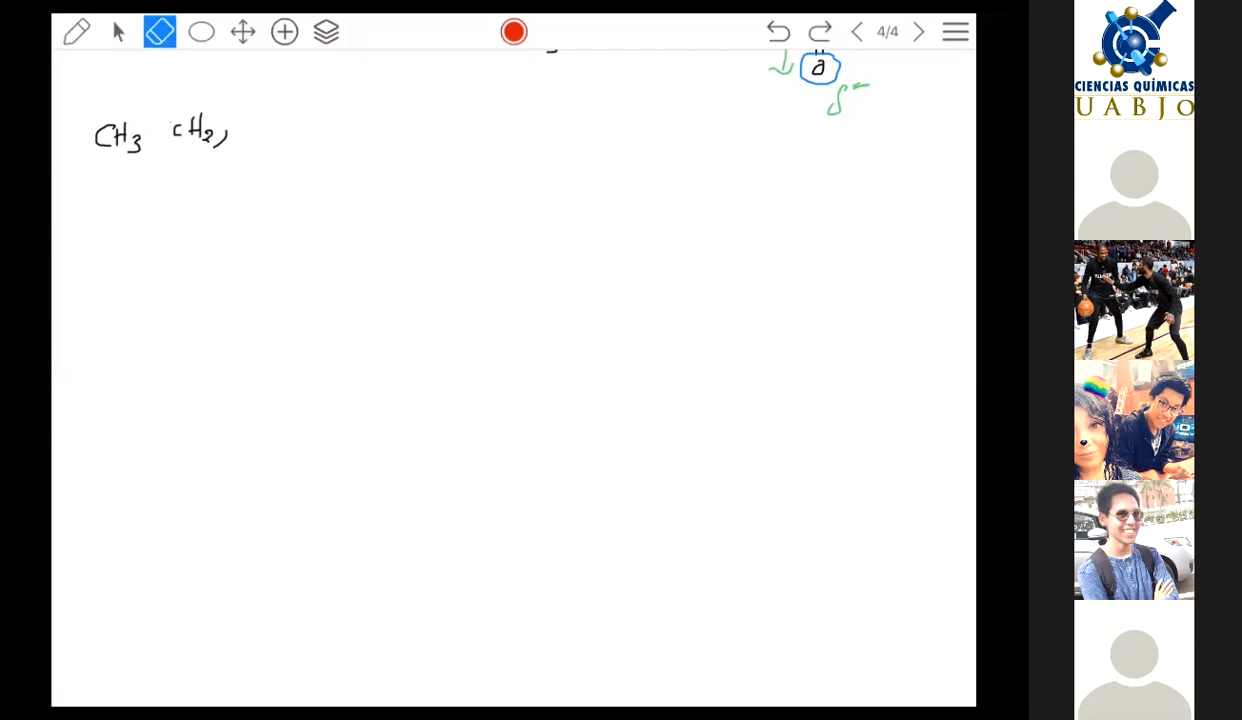 4/4
a
δ-
CH3 CH2,
CIENCIAS QUÍMICAS
UABJO